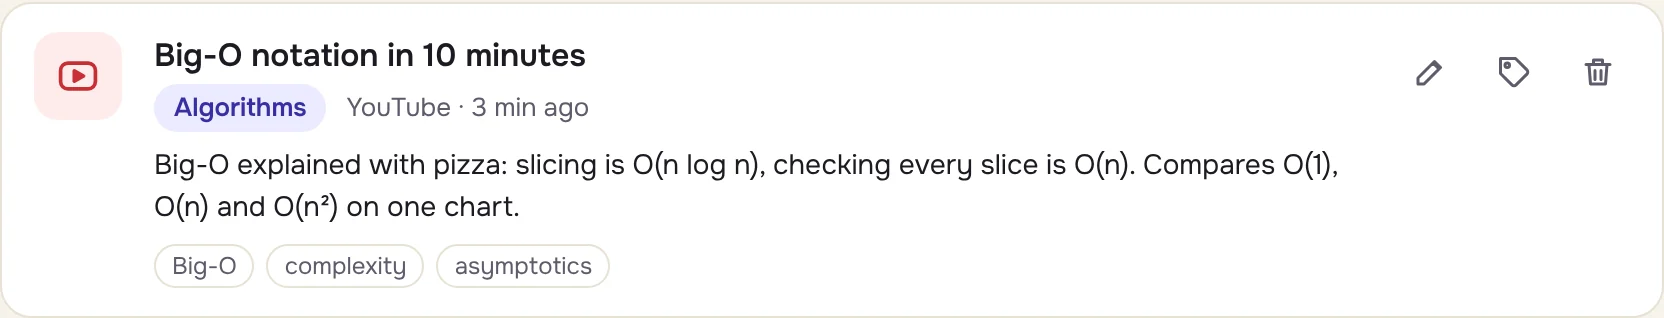 Big-O notation in 10 minutes
Algorithms YouTube · 3 min ago
Big-O explained with pizza: slicing is O(n log n), checking every slice is O(n). Compares O(1),
O(n) and O(n²) on one chart.
Big-O complexity asymptotics